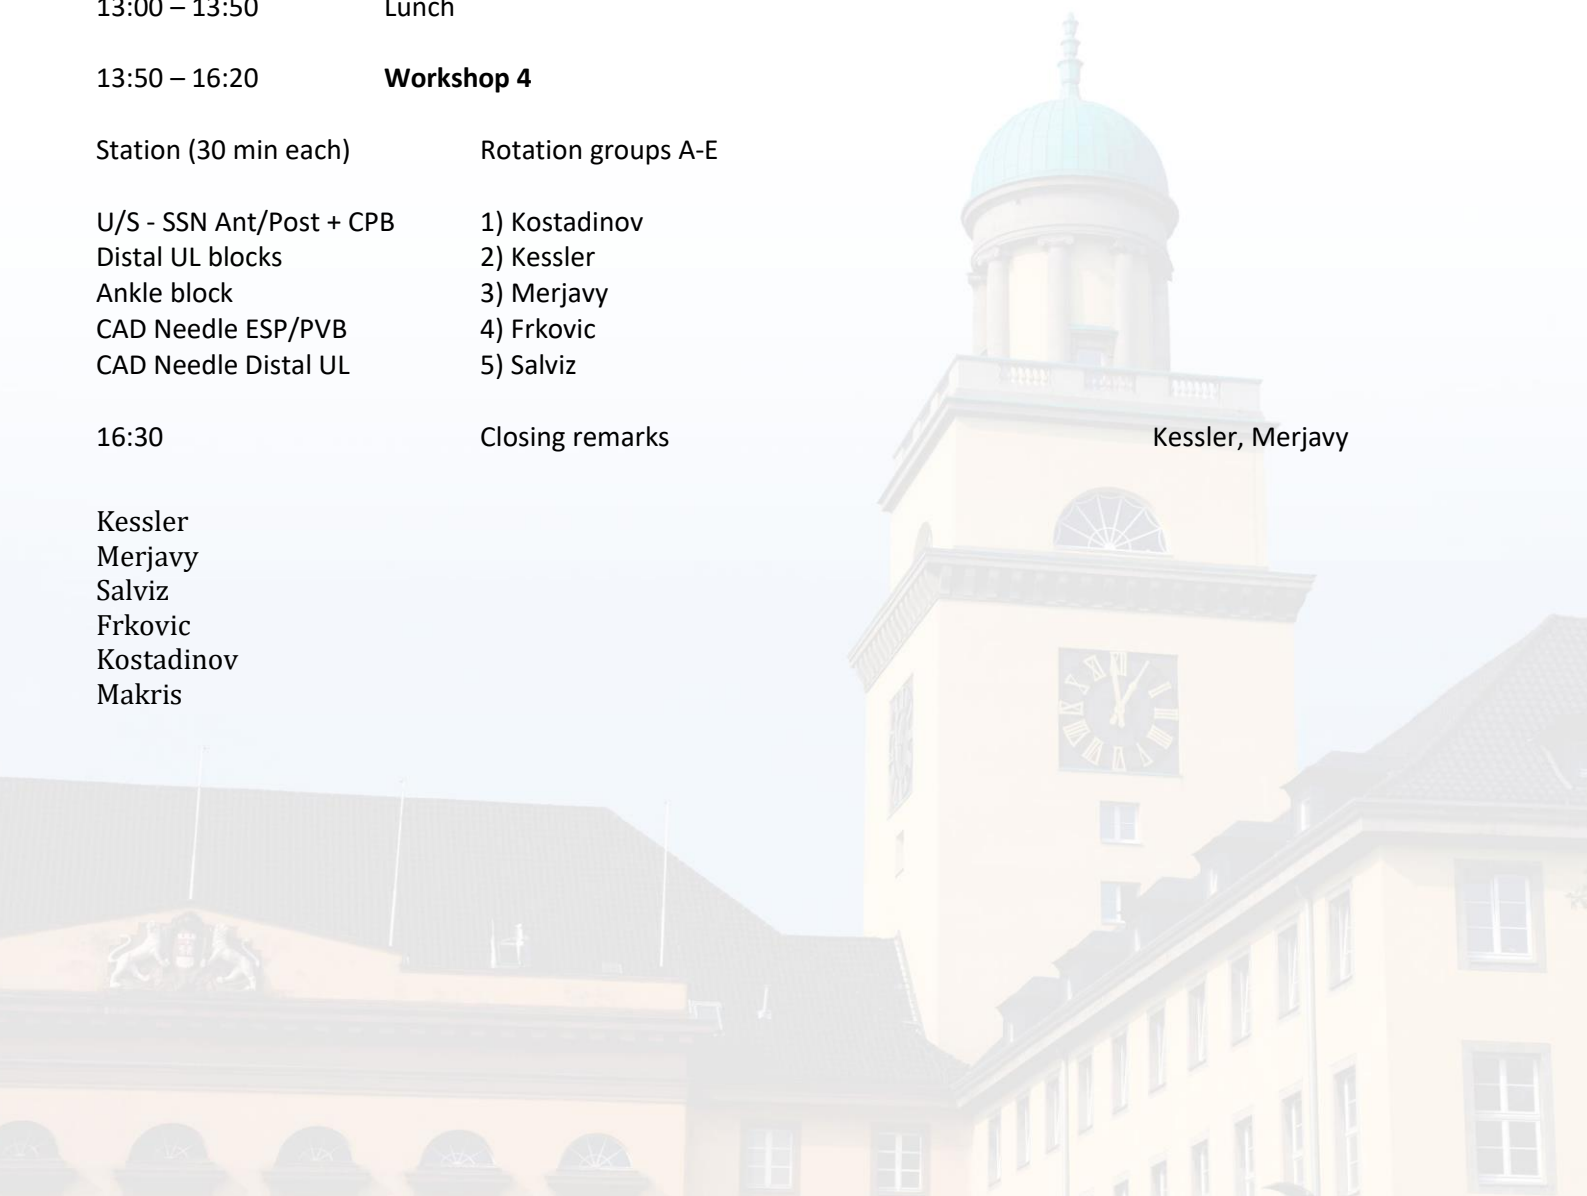 13:00 – 13:50 Lunch
13:50 – 16:20 Workshop 4
Station (30 min each) Rotation groups A-E
U/S - SSN Ant/Post + CPB 1) Kostadinov
Distal UL blocks 2) Kessler
Ankle block 3) Merjavy
CAD Needle ESP/PVB 4) Frkovic
CAD Needle Distal UL 5) Salviz
16:30 Closing remarks Kessler, Merjavy
Kessler
Merjavy
Salviz
Frkovic
Kostadinov
Makris